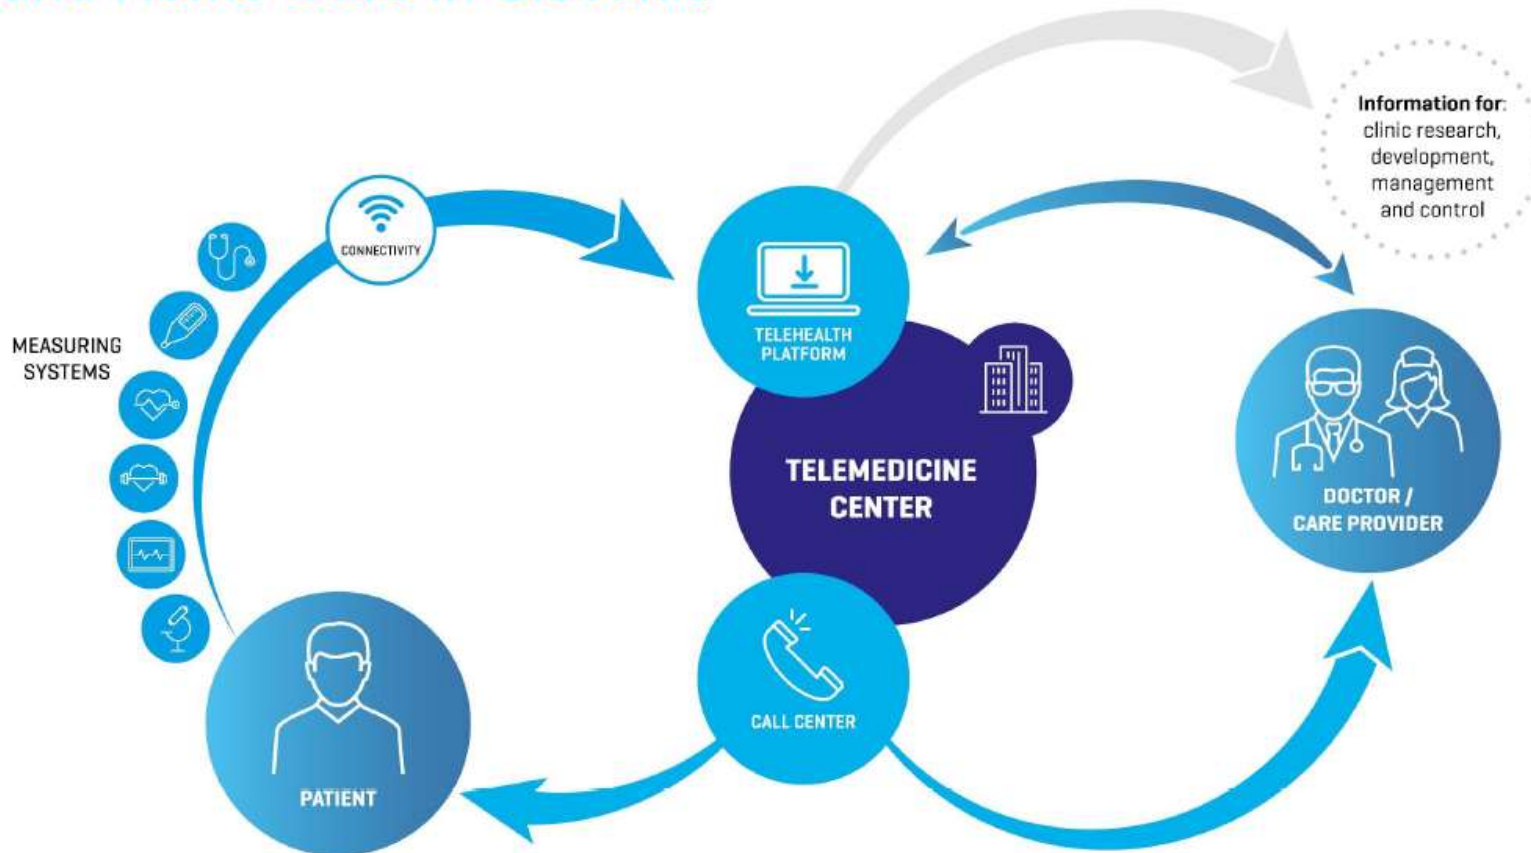 Information for:
clinic research,
development,
management
and control
CONNECTIVITY
MEASURING
SYSTEMS
TELEHEALTH
PLATFORM
TELEMEDICINE
CENTER
DOCTOR /
CARE PROVIDER
CALL CENTER
PATIENT